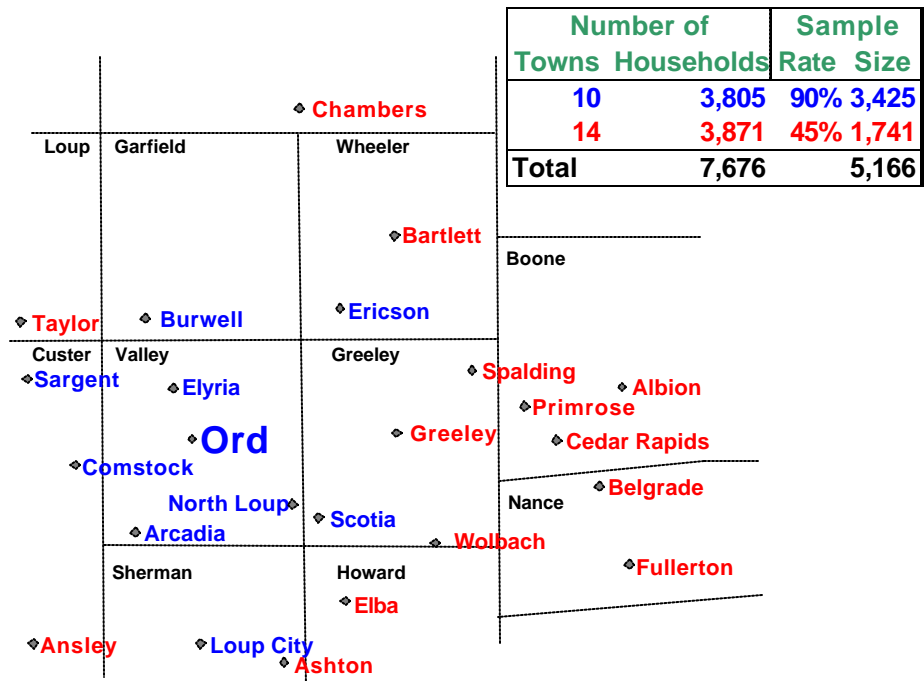 Number of Sample
Towns Households Rate Size
10 3,805 90% 3,425
14 3,871 45% 1,741
Total 7,676 5,166
Chambers
Loup Garfield Wheeler
Bartlett
Boone
Ericson
Taylor Burwell
Custer Valley Greeley
Sargent Elyria Spalding Albion
Primrose
Ord Greeley Cedar Rapids
Comstock
Belgrade
North Loup Nance
Scotia
Arcadia Wolbach
Fullerton
Sherman Howard
Elba
Ansley Loup City
Ashton